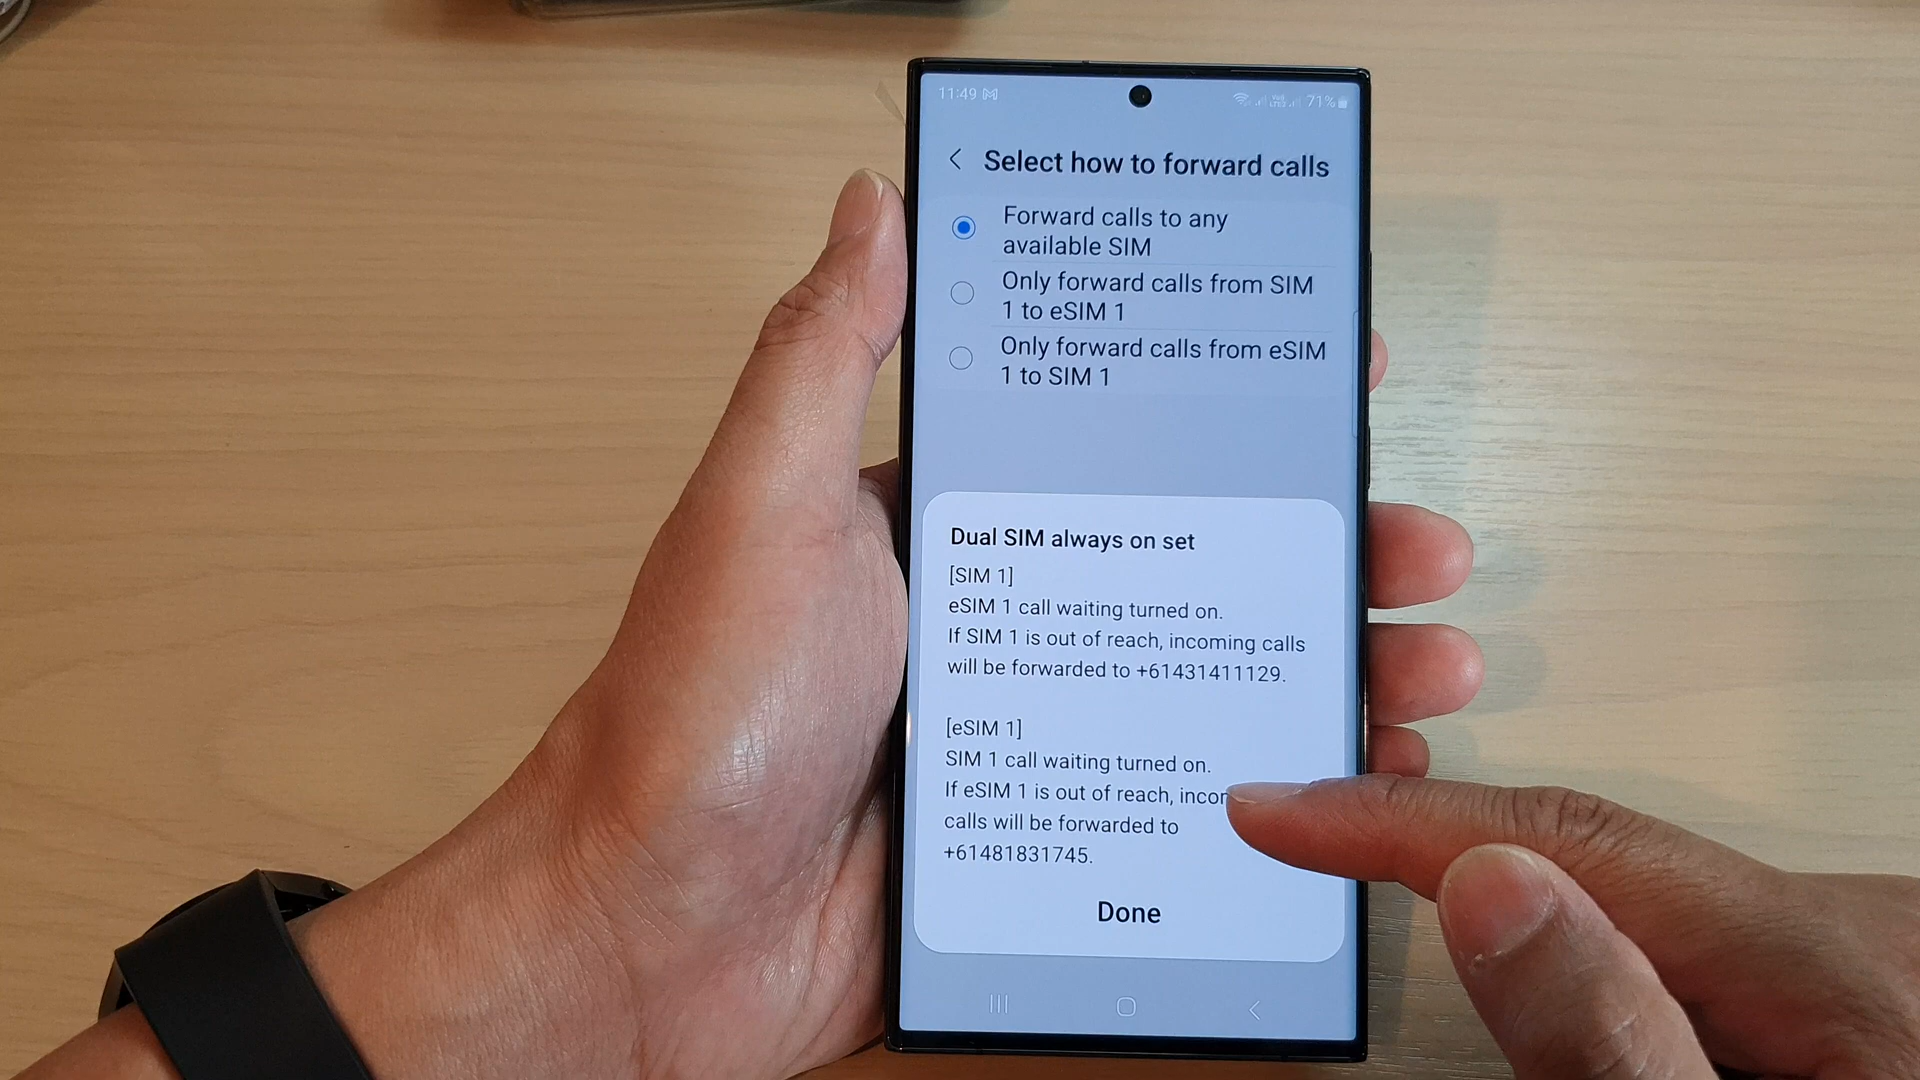 11:49
71%
Select how to forward calls
Forward calls to any
available SIM
Only forward calls from SIM
1 to eSIM 1
Only forward calls from eSIM
1 to SIM 1
Dual SIM always on set
[SIM 1]
eSIM 1 call waiting turned on.
If SIM 1 is out of reach, incoming calls
will be forwarded to +61431411129.
[eSIM 1]
SIM 1 call waiting turned on.
If eSIM 1 is out of reach, incor
calls will be forwarded to
+61481831745.
Done